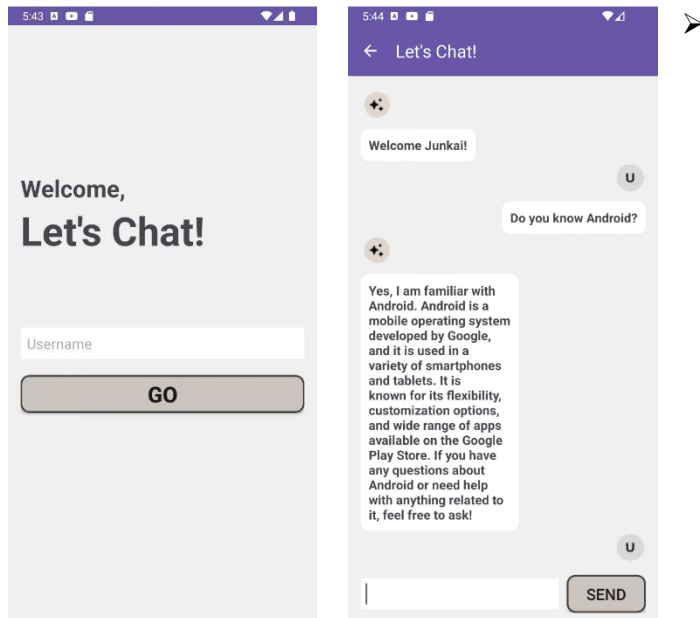 5:43
Welcome,
Let's Chat!
Username
GO
5:44
Let's Chat!
Welcome Junkai!
U
Do you know Android?
Yes, I am familiar with
Android. Android is a
mobile operating system
developed by Google,
and it is used in a
variety of smartphones
and tablets. It is
known for its flexibility,
customization options,
and wide range of apps
available on the Google
Play Store. If you have
any questions about
Android or need help
with anything related to
it, feel free to ask!
U
SEND